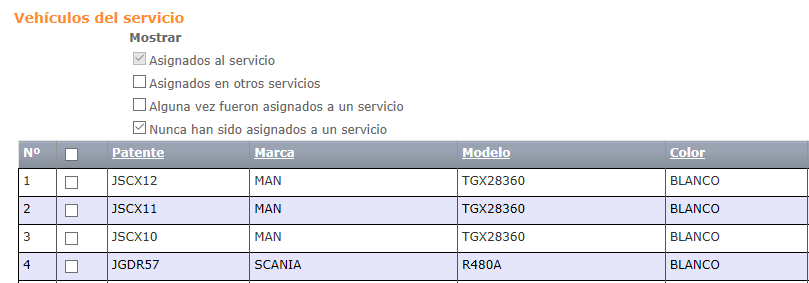 Vehículos del servicio
Mostrar
Asignados al servicio
Asignados en otros servicios
Alguna vez fueron asignados a un servicio
Nunca han sido asignados a un servicio
Nº Patente Marca Modelo Color
1 JSCX12 MAN TGX28360 BLANCO
2 JSCX11 MAN TGX28360 BLANCO
3 JSCX10 MAN TGX28360 BLANCO
4 JGDR57 SCANIA R480A BLANCO